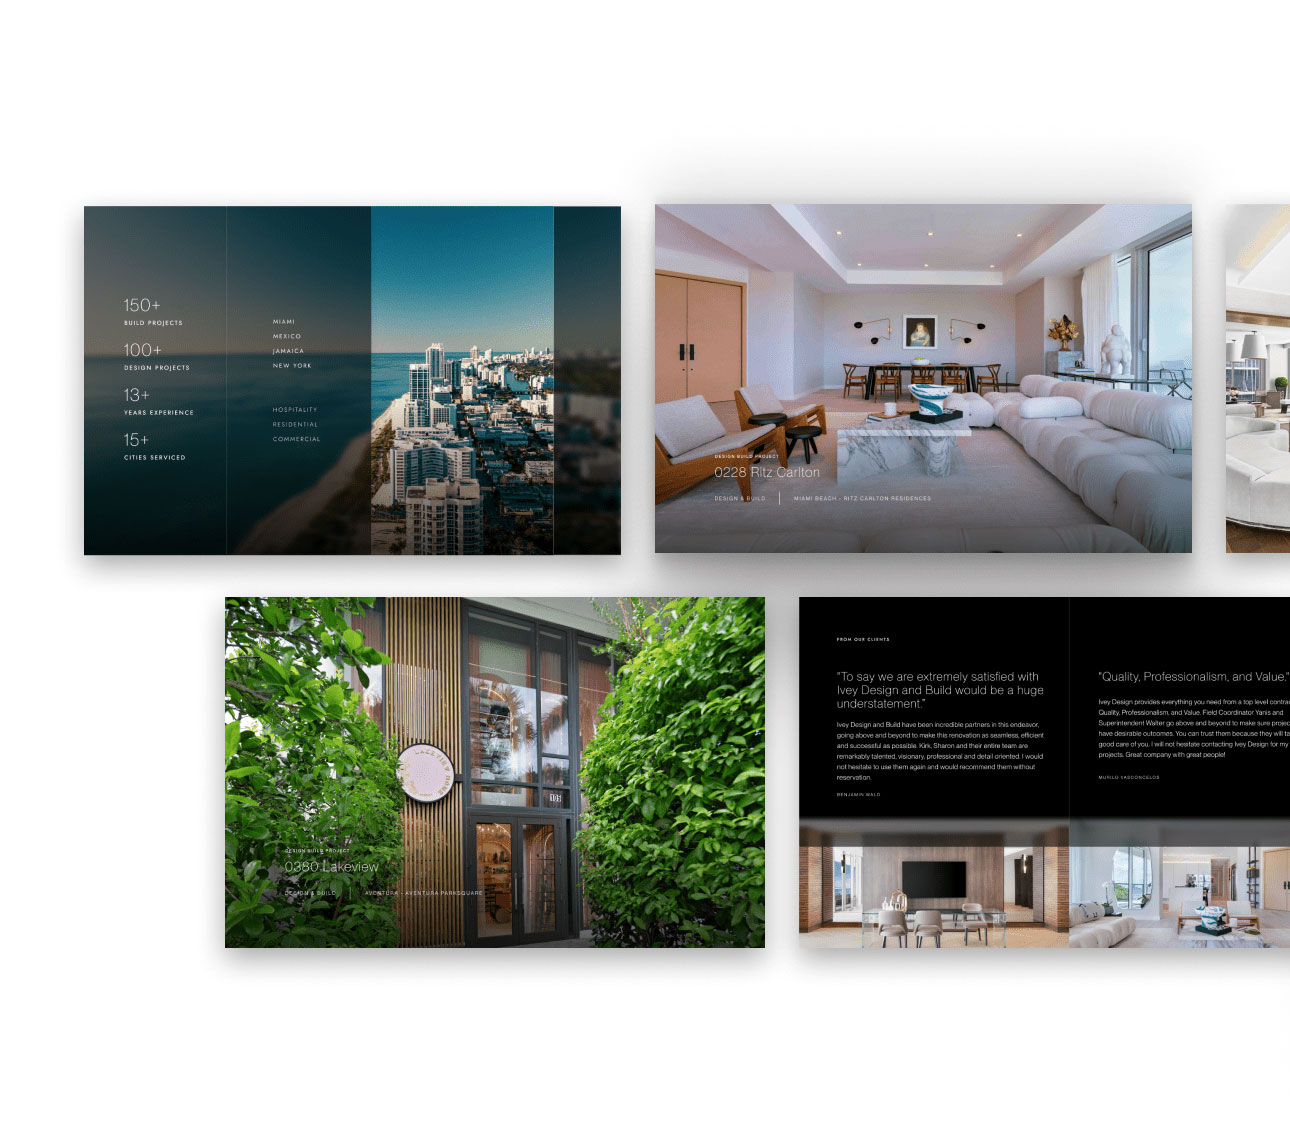 150+
BUILD PROJECTS
100+
DESIGN PROJECTS
13+
YEARS EXPERIENCE
15+
CITIES SERVICED
MIAMI
MEXICO
JAMAICA
NEW YORK
HOSPITALITY
RESIDENTIAL
COMMERCIAL
DESIGN BUILD PROJECT
0228 Ritz Carlton
DESIGN & BUILD
MIAMI BEACH - RITZ CARLTON RESIDENCES
105
DESIGN BUILD PROJECT
0380 Lakeview
DESIGN & BUILD
AVENTURA - AVENTURA PARKSQUARE
FROM OUR CLIENTS
"To say we are extremely satisfied with
Ivey Design and Build would be a huge
understatement."
Ivey Design and Build have been incredible partners in this endeavor,
going above and beyond to make this renovation as seamless, efficient
and successful as possible. Kirk, Sharon and their entire team are
remarkably talented, visionary, professional and detail oriented. I would
not hesitate to use them again and would recommend them without
reservation.
BENJAMIN WALD
"Quality, Professionalism, and Value."
Ivey Design provides everything you need from a top level
Quality, Professionalism, and Value. Field Coordinator Yanis and
Superintendent Walter go above and beyond to make sure
have desirable outcomes. You can trust them because they will
good care of you. I will not hesitate contacting Ivey Design for my
projects. Great company with great people!
MURILO VASCONCELOS